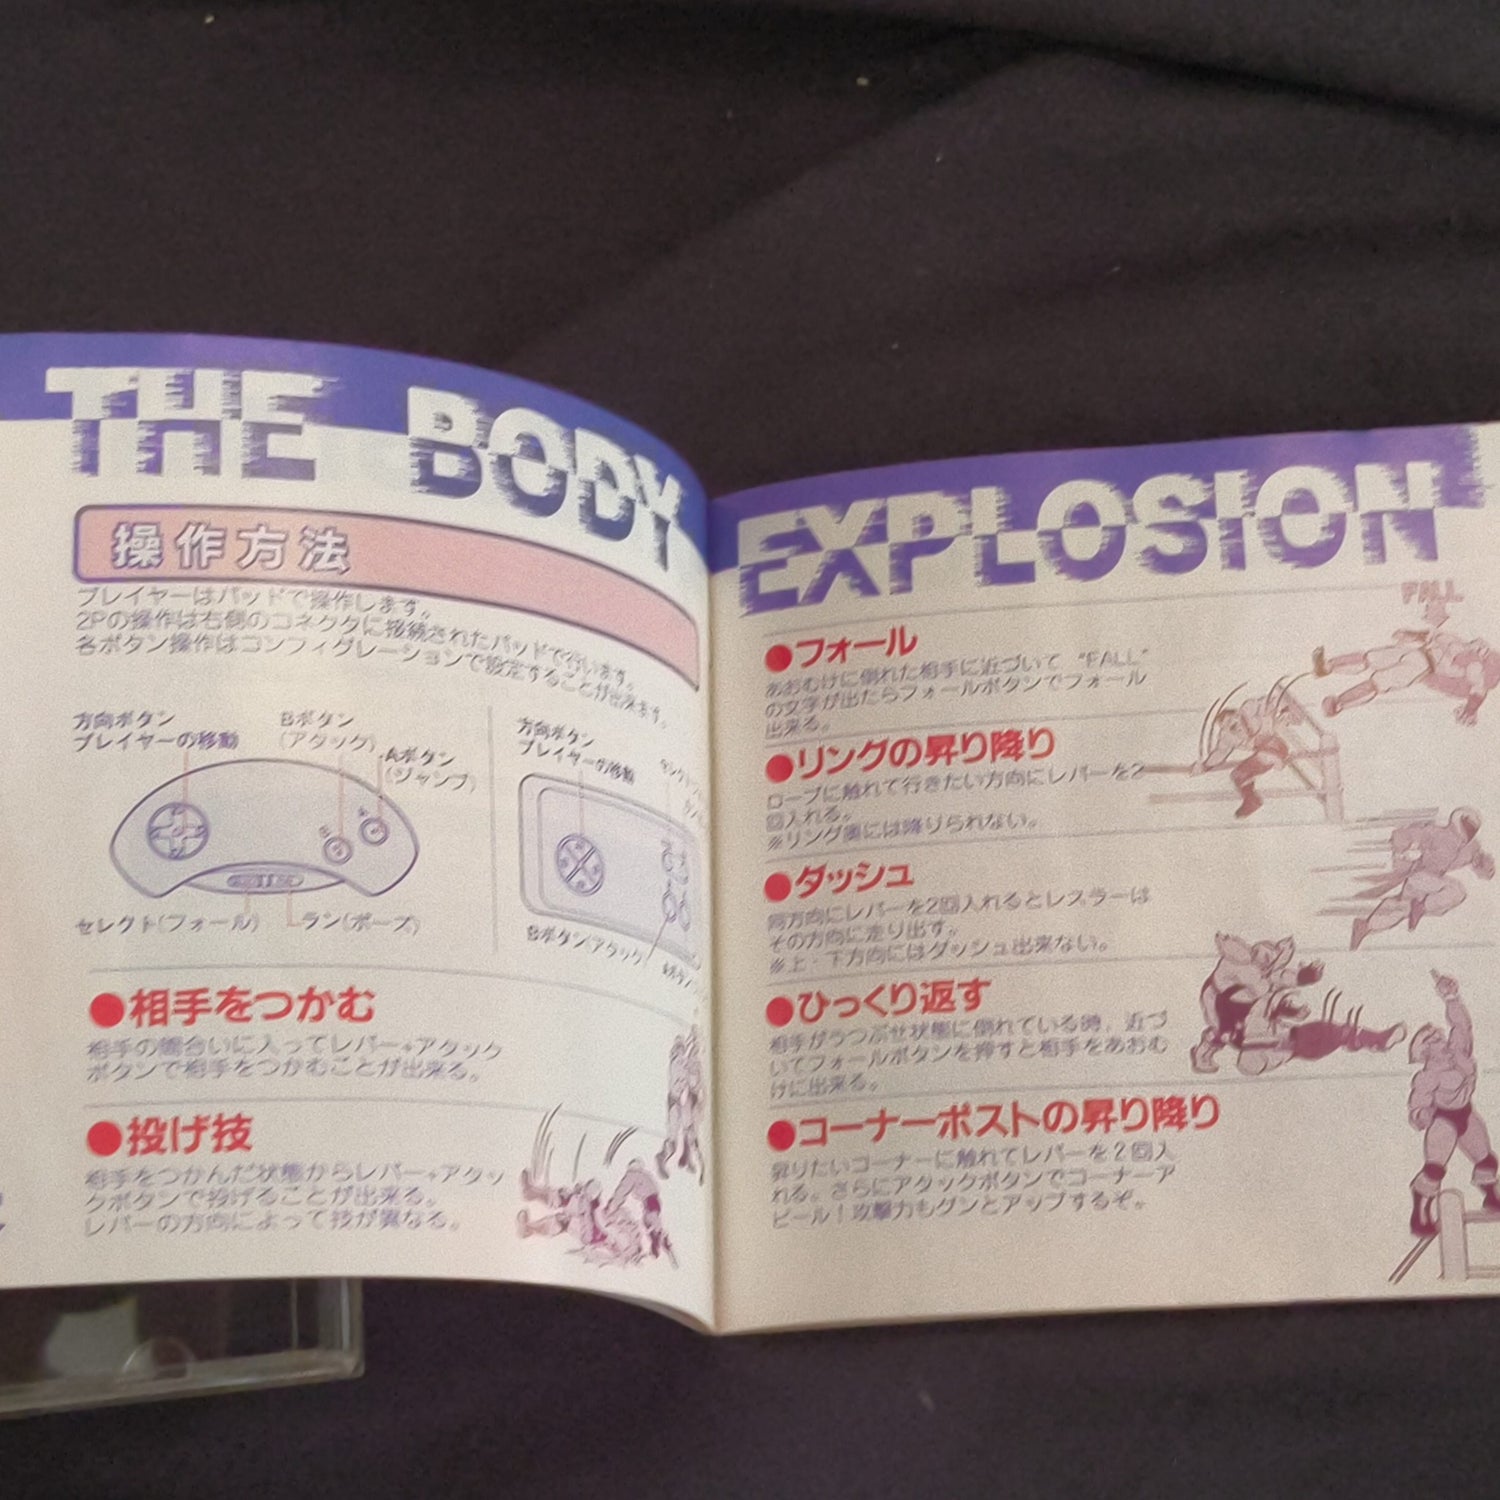 THE BODY
操作方法
プレイヤーはパッドで操作します。
2Pの操作は右側のコネクタに接続されたパッドで行います。
各ボタン操作はコンフィグレーションで設定することが出来ます。
方向ボタン
プレイヤーの移動
Bボタン
(アタック)
Aボタン
(ジャンプ)
セレクト(フォール)
ラン(ポーズ)
方向ボタン
プレイヤーの移動
Bボタン(アタック)
●相手をつかむ
相手の間合いに入ってレバー+アタック
ボタンで相手をつかむことが出来る。
●投げ技
相手をつかんだ状態からレバー+アタッ
クボタンで投げることが出来る。
レバーの方向によって技が異なる。
EXPLOSION
●フォール
あおむけに倒れた相手に近づいて "FALL"
の文字が出たらフォールボタンでフォール
出来る。
FALL
●リングの昇り降り
ロープに触れて行きたい方向にレバーを2
回入れる。
※リング奥には降りられない。
●ダッシュ
同方向にレバーを2回入れるとレスラーは
その方向に走り出す。
※上・下方向にはダッシュ出来ない。
●ひっくり返す
相手がうつぶせ状態に倒れている時、近づ
いてフォールボタンを押すと相手をあおむ
けに出来る。
●コーナーポストの昇り降り
昇りたいコーナーに触れてレバーを2回入
れる。さらにアタックボタンでコーナーア
ピール!攻撃力もグンとアップするぞ。